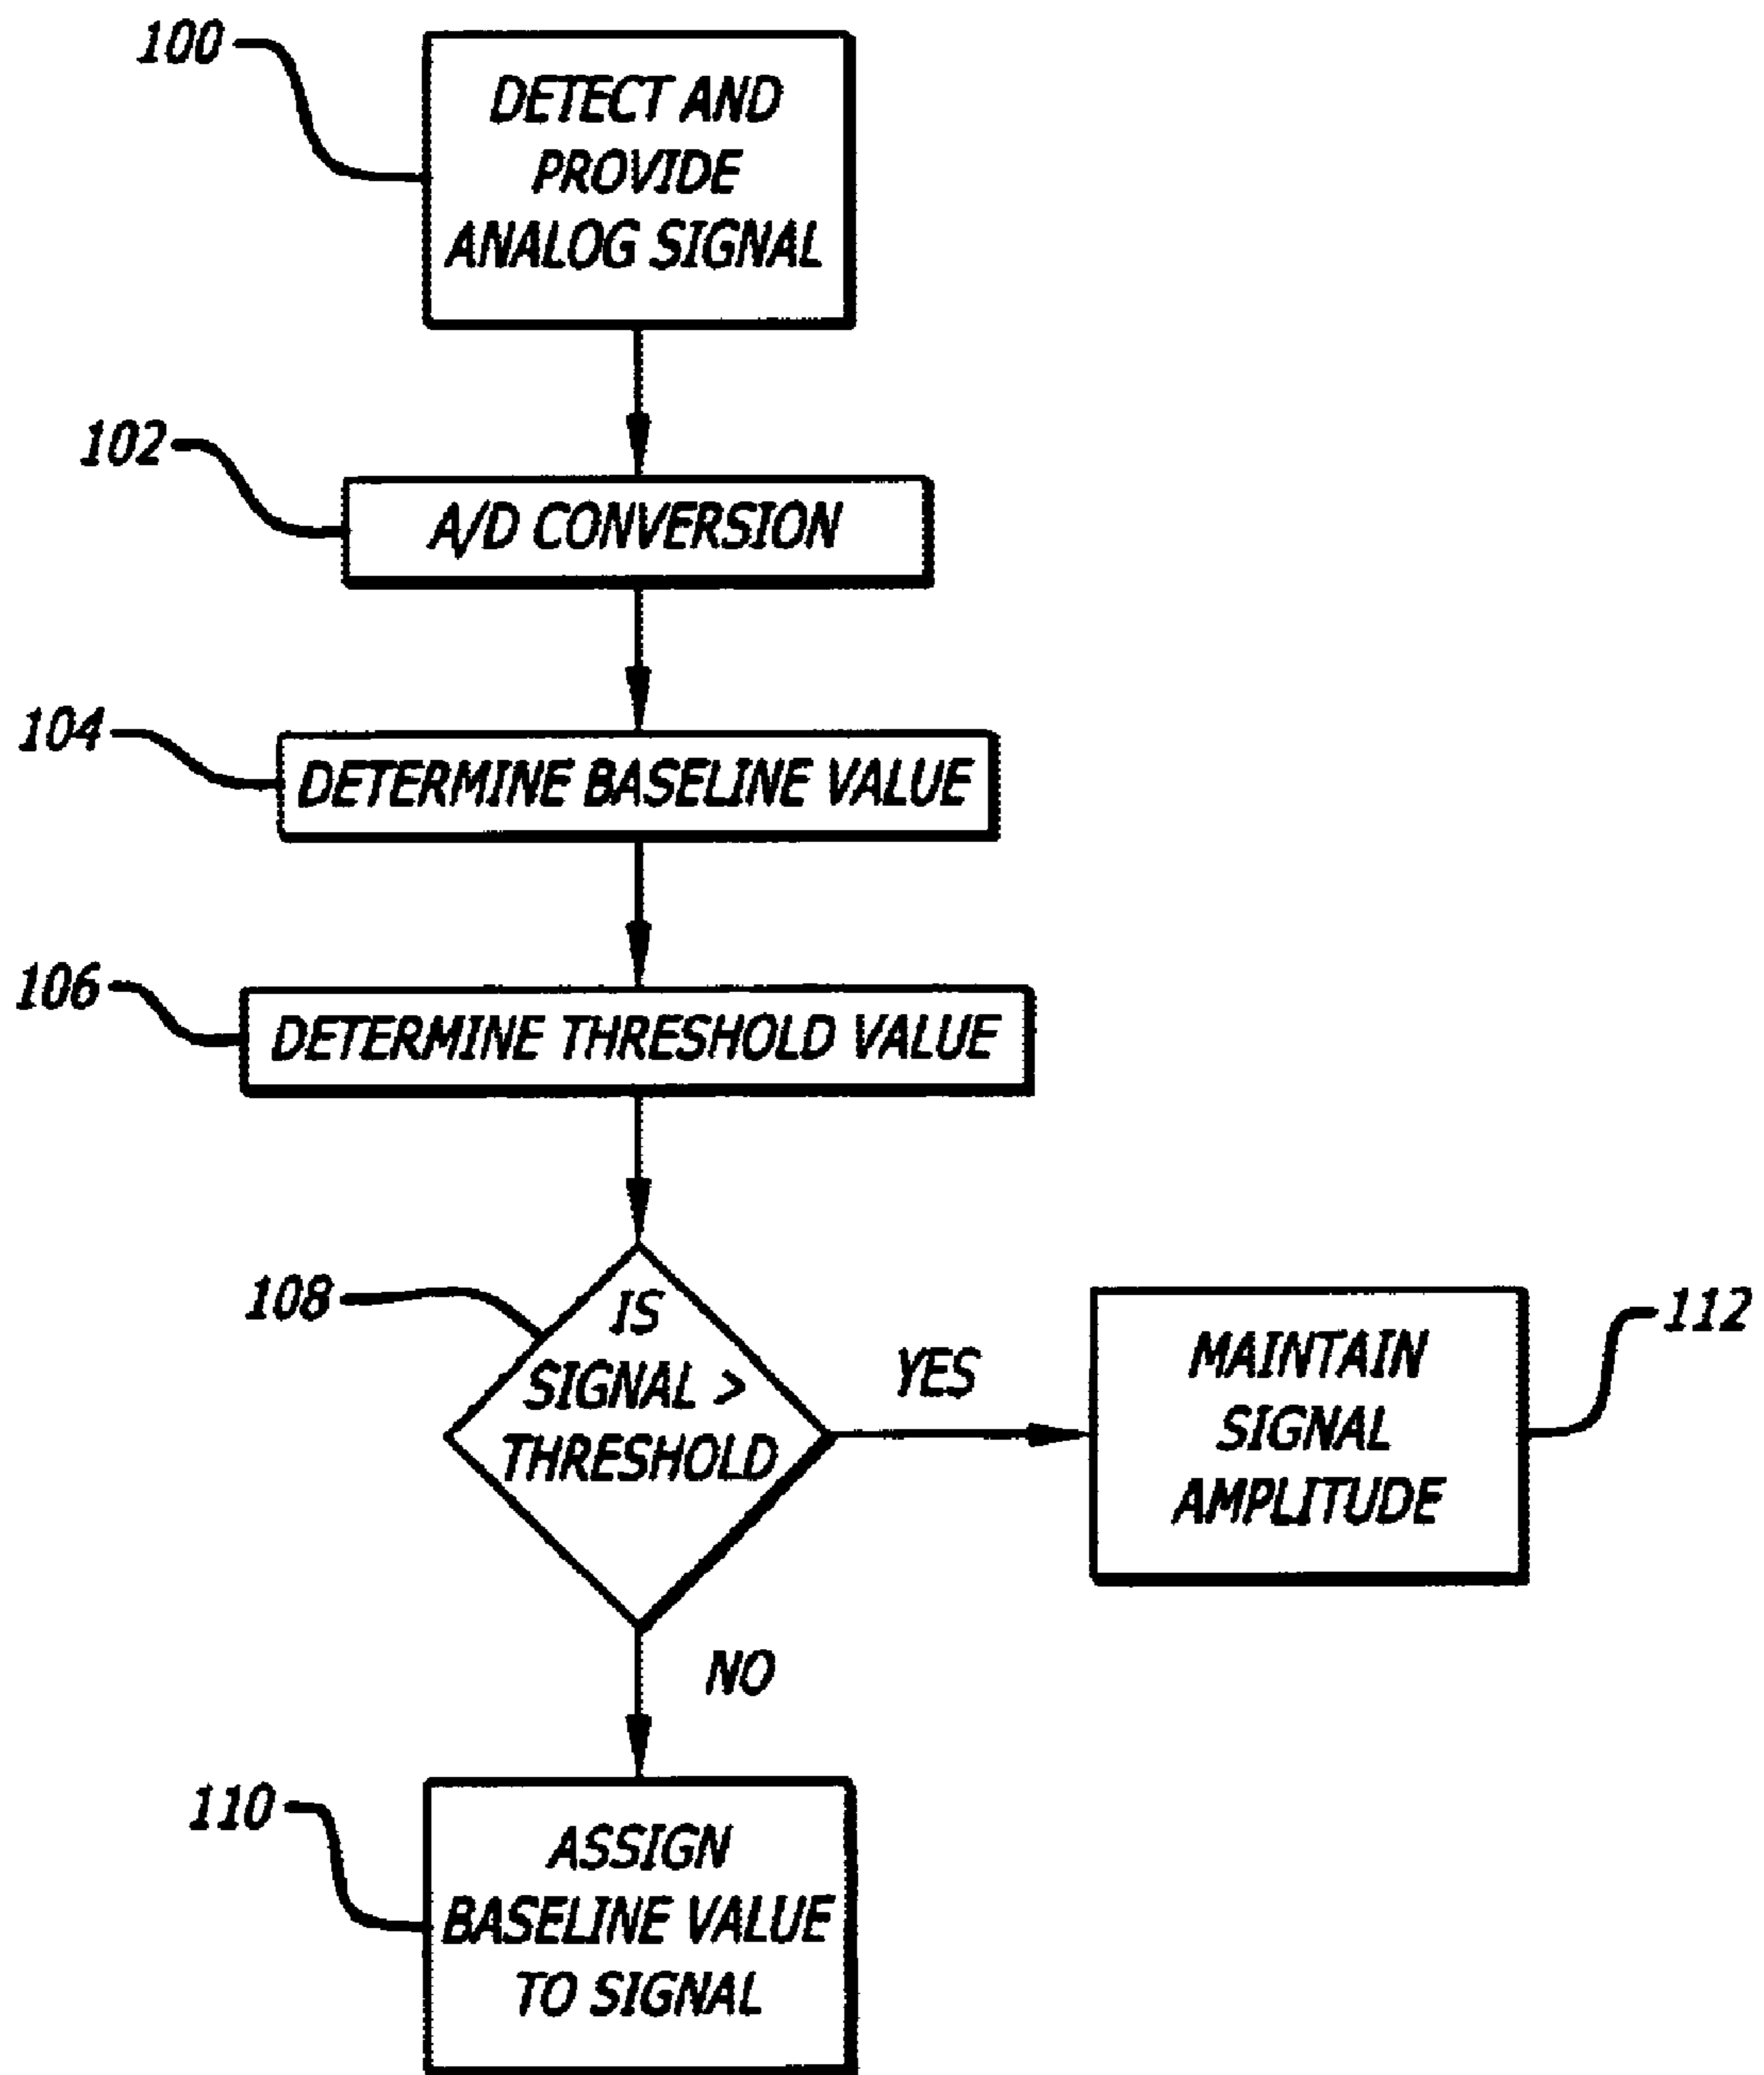 100
DETECT AND
PROVIDE
ANALOG SIGNAL
102
A/D CONVERSION
104
DETERMINE BASELINE VALUE
106
DETERMINE THRESHOLD VALUE
108
IS
SIGNAL >
THRESHOLD
YES
MAINTAIN
SIGNAL
AMPLITUDE
112
NO
110
ASSIGN
BASELINE VALUE
TO SIGNAL